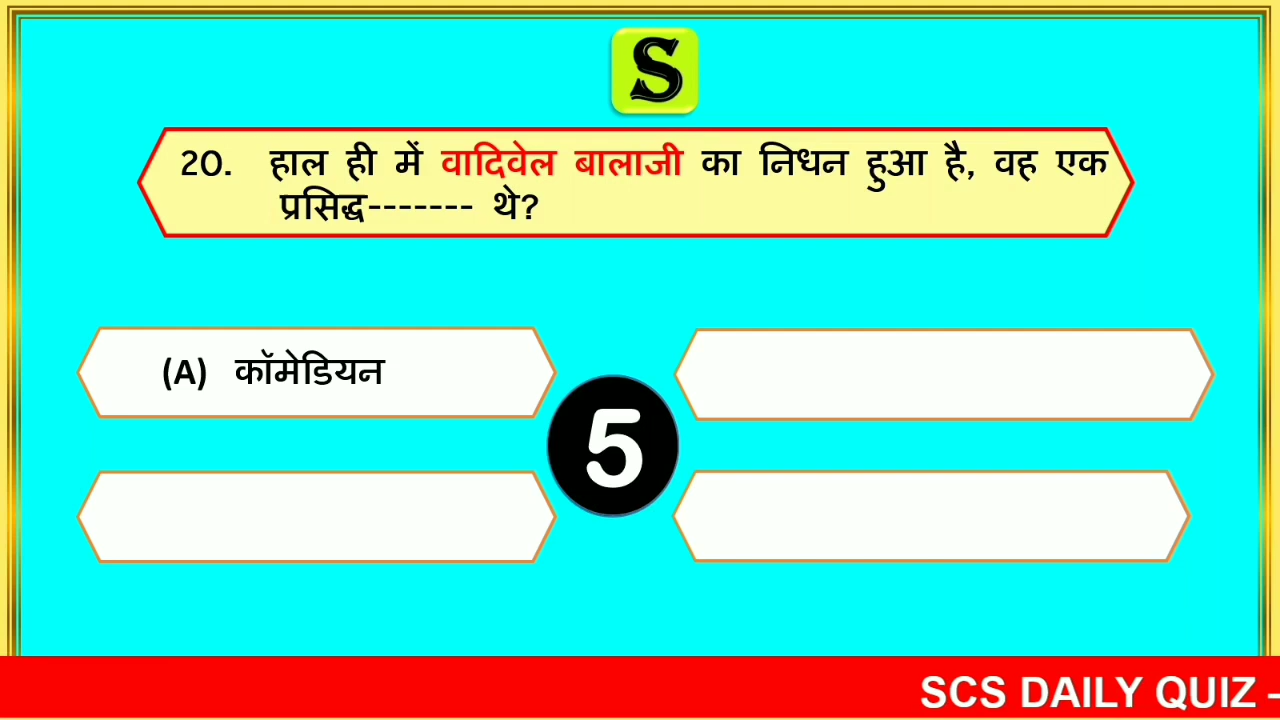 S
20. हाल ही में वादिवेल बालाजी का निधन हुआ है, वह एक
प्रसिद्ध------- थे?
(A) कॉमेडियन
5
SCS DAILY QUIZ -